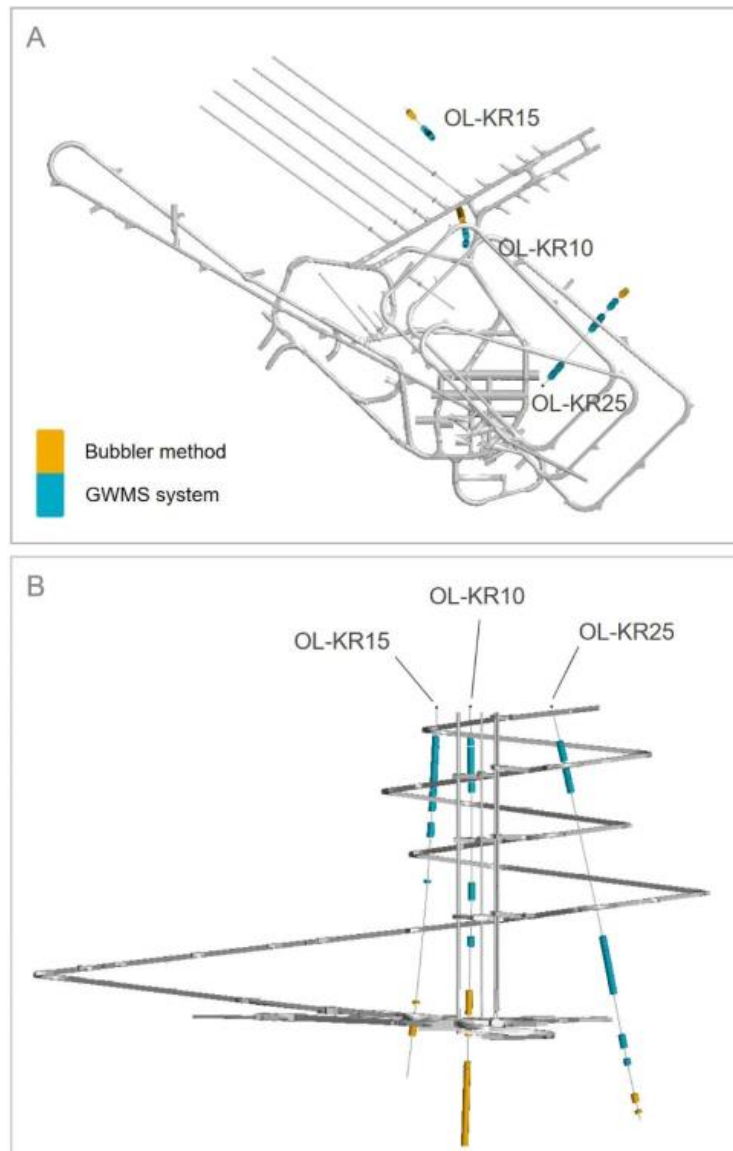 A
OL-KR15
OL-KR10
OL-KR25
Bubbler method
GWMS system
B
OL-KR10
OL-KR15
OL-KR25